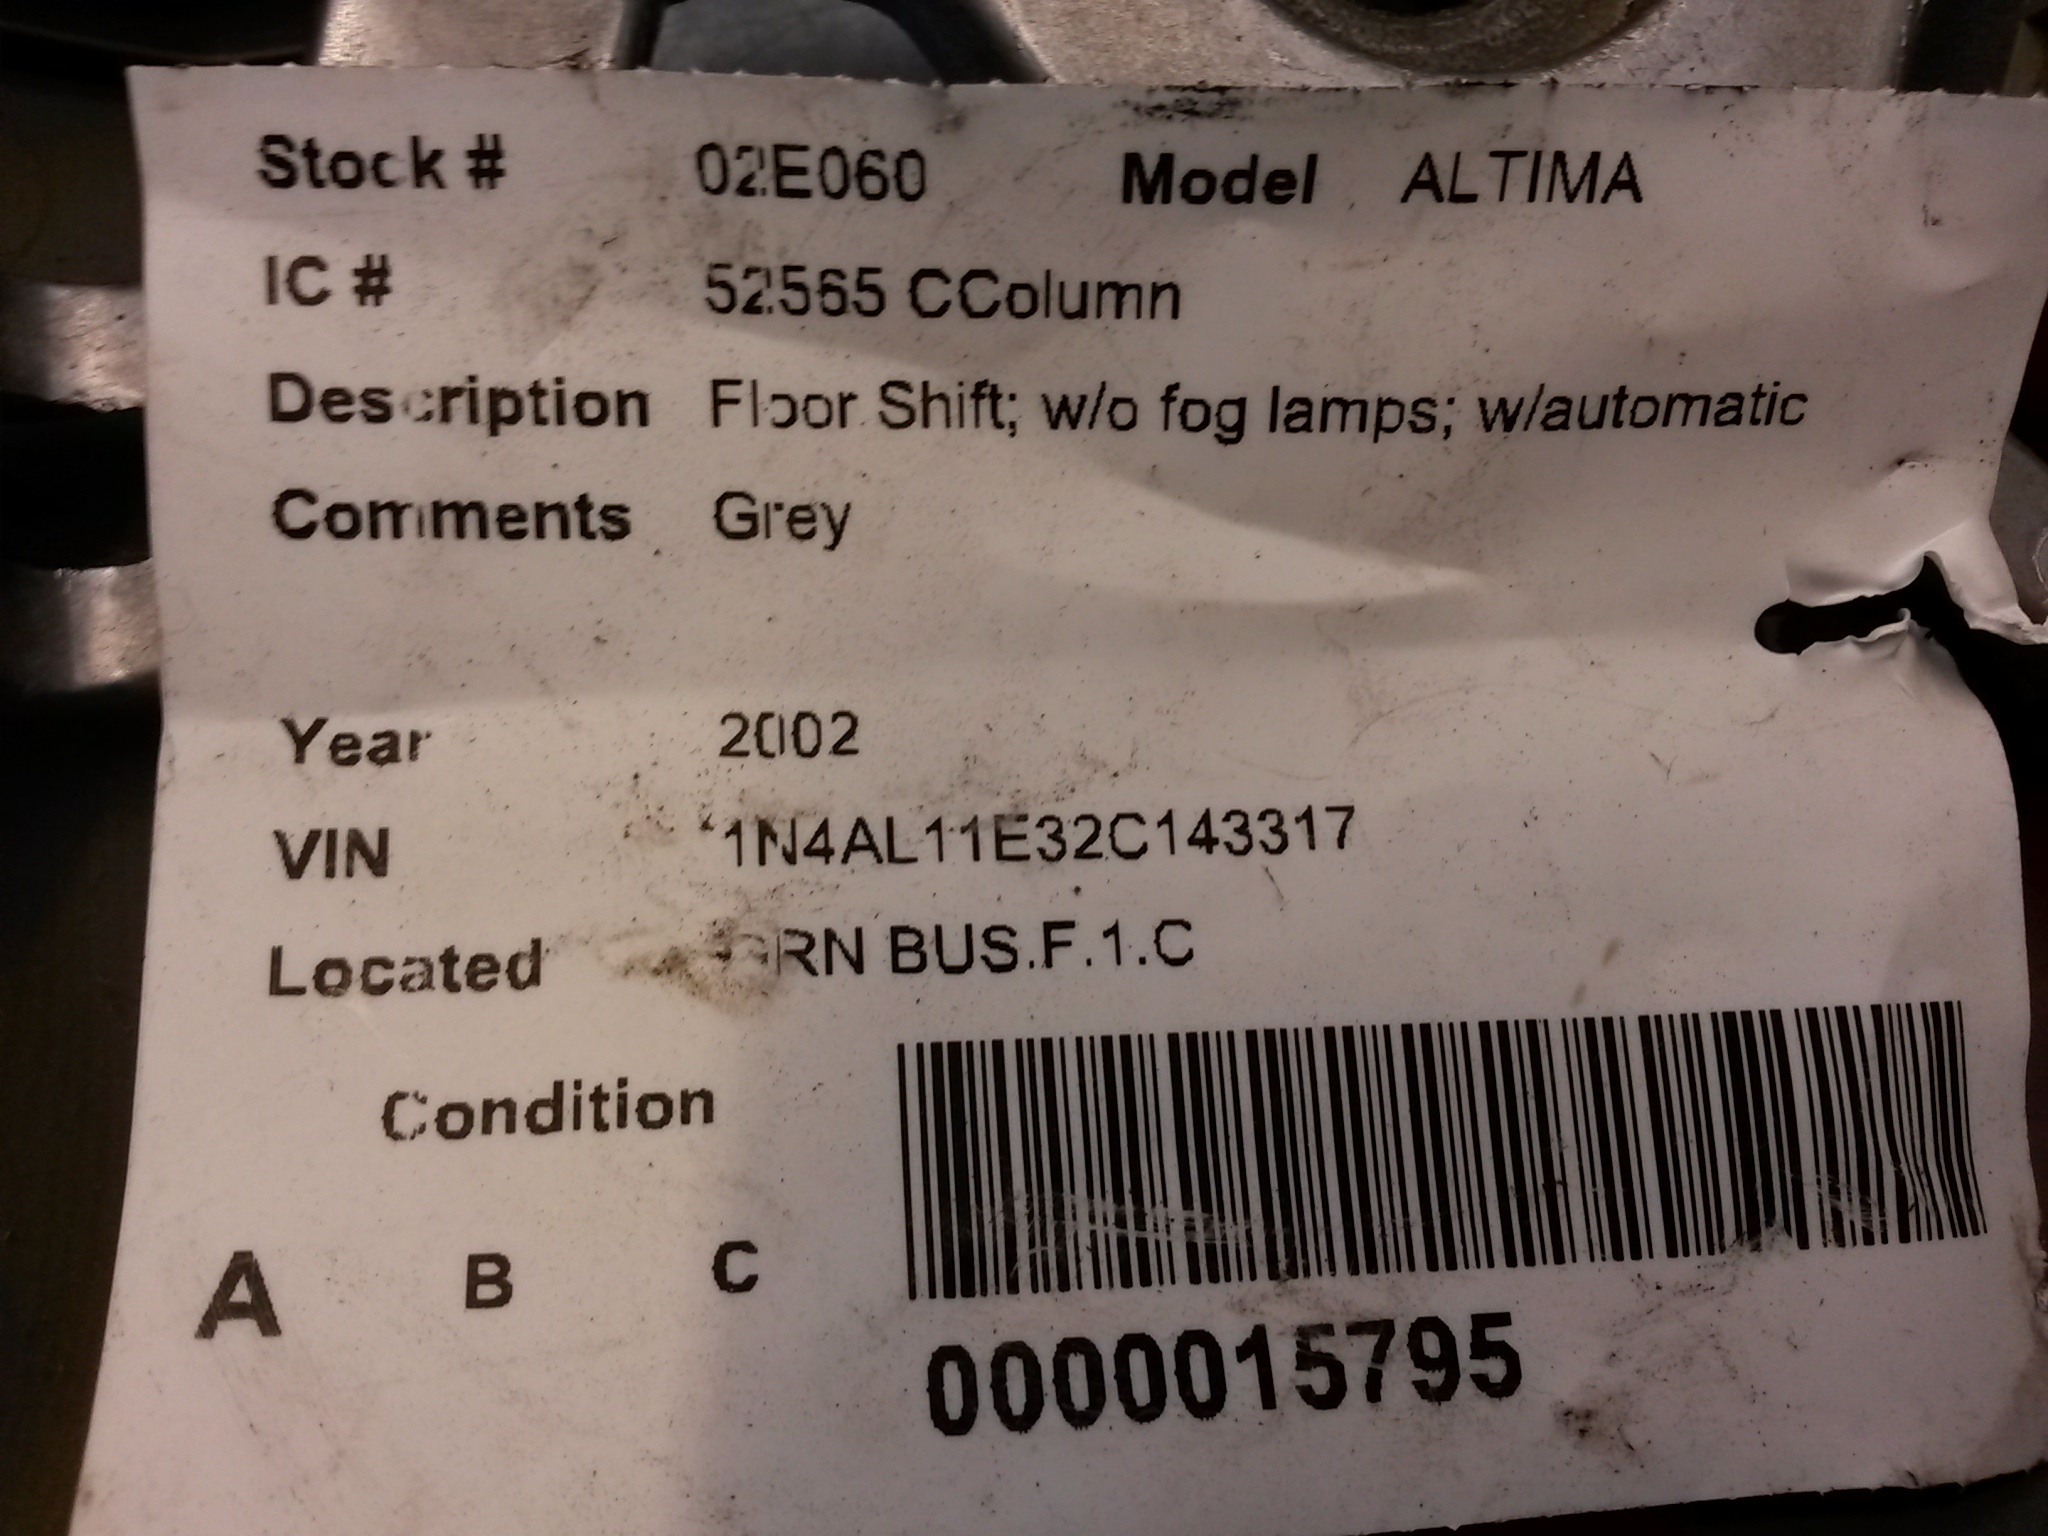 Stock # 02E060 Model ALTIMA
IC # 52565 CColumn
Description Floor Shift; w/o fog lamps; w/automatic
Comments Grey
Year 2002
VIN 1N4AL11E32C143317
Located GRN BUS.F.1.C
Condition
A B C
0000015795